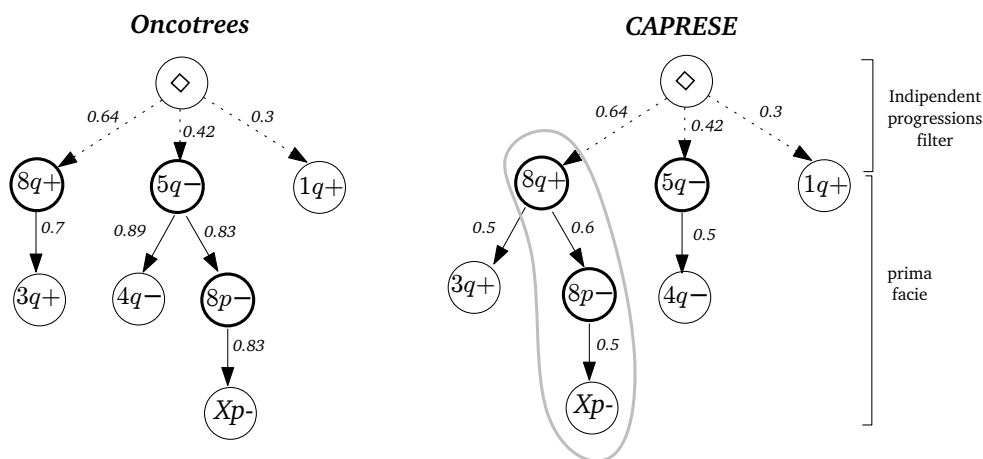 Oncotrees
◇
0.64
0.42
0.3
8q+
5q−
1q+
0.7
0.89
0.83
3q+
4q−
8p−
0.83
Xp-
CAPRESE
◇
0.64
0.42
0.3
8q+
5q−
1q+
0.5
0.6
0.5
3q+
8p−
4q−
0.5
Xp-
Indipendent
progressions
filter
prima
facie